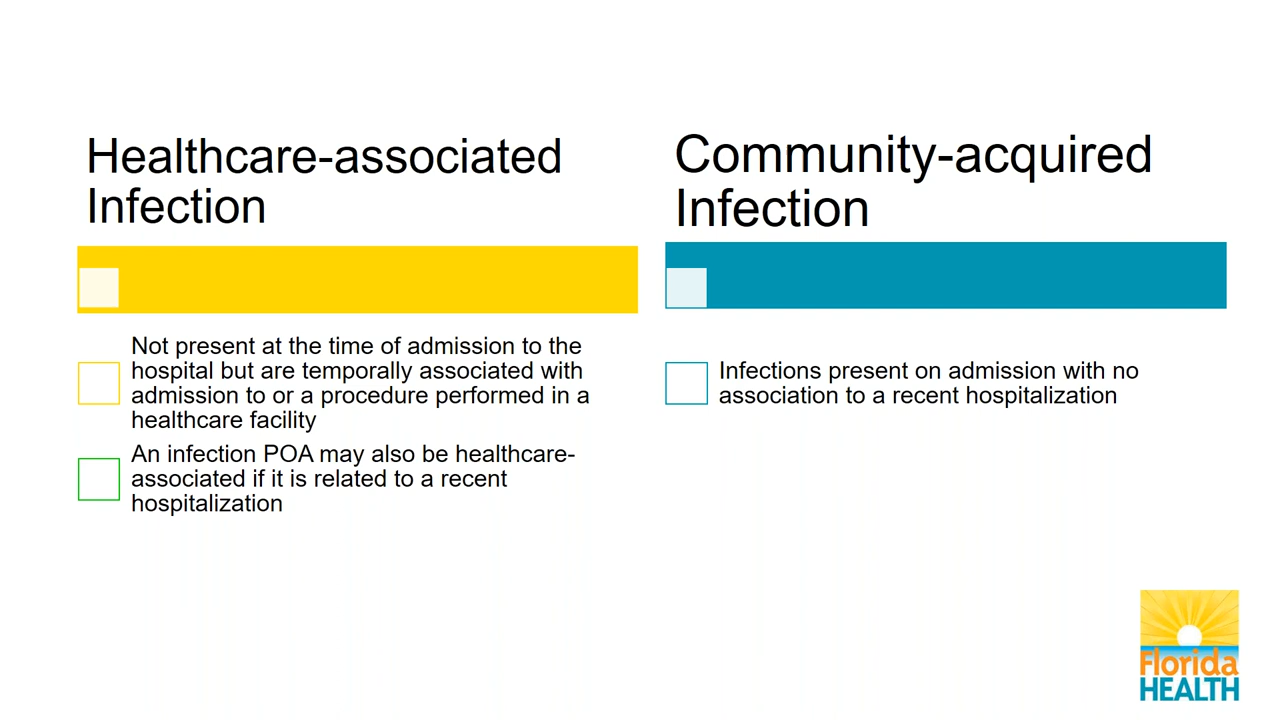 Healthcare-associated
Infection
Not present at the time of admission to the
hospital but are temporally associated with
admission to or a procedure performed in a
healthcare facility
An infection POA may also be healthcare-
associated if it is related to a recent
hospitalization
Community-acquired
Infection
Infections present on admission with no
association to a recent hospitalization
Florida
HEALTH